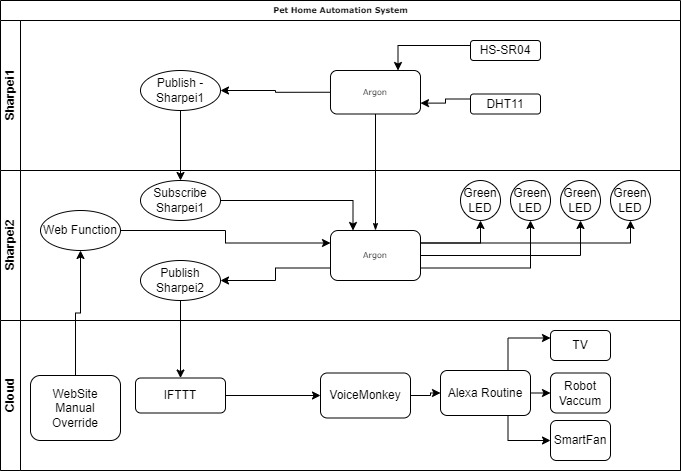 Pet Home Automation System
Sharpei1
HS-SR04
Publish -
Sharpei1
Argon
DHT11
Sharpei2
Subscribe
Sharpei1
Green
LED
Green
LED
Green
LED
Green
LED
Web Function
Argon
Publish
Sharpei2
Cloud
TV
WebSite
Manual
Override
IFTTT
VoiceMonkey
Alexa Routine
Robot
Vaccum
SmartFan